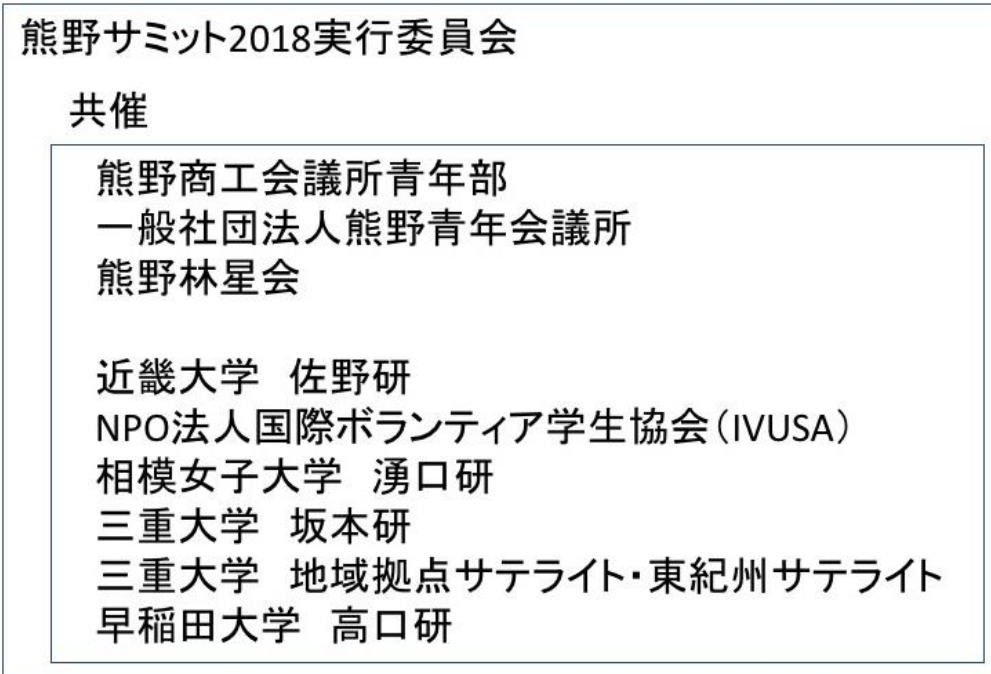 熊野サミット2018実行委員会
共催
熊野商工会議所青年部
一般社団法人熊野青年会議所
熊野林星会
近畿大学　佐野研
NPO法人国際ボランティア学生協会（IVUSA）
相模女子大学　湧口研
三重大学　坂本研
三重大学　地域拠点サテライト・東紀州サテライト
早稲田大学　高口研